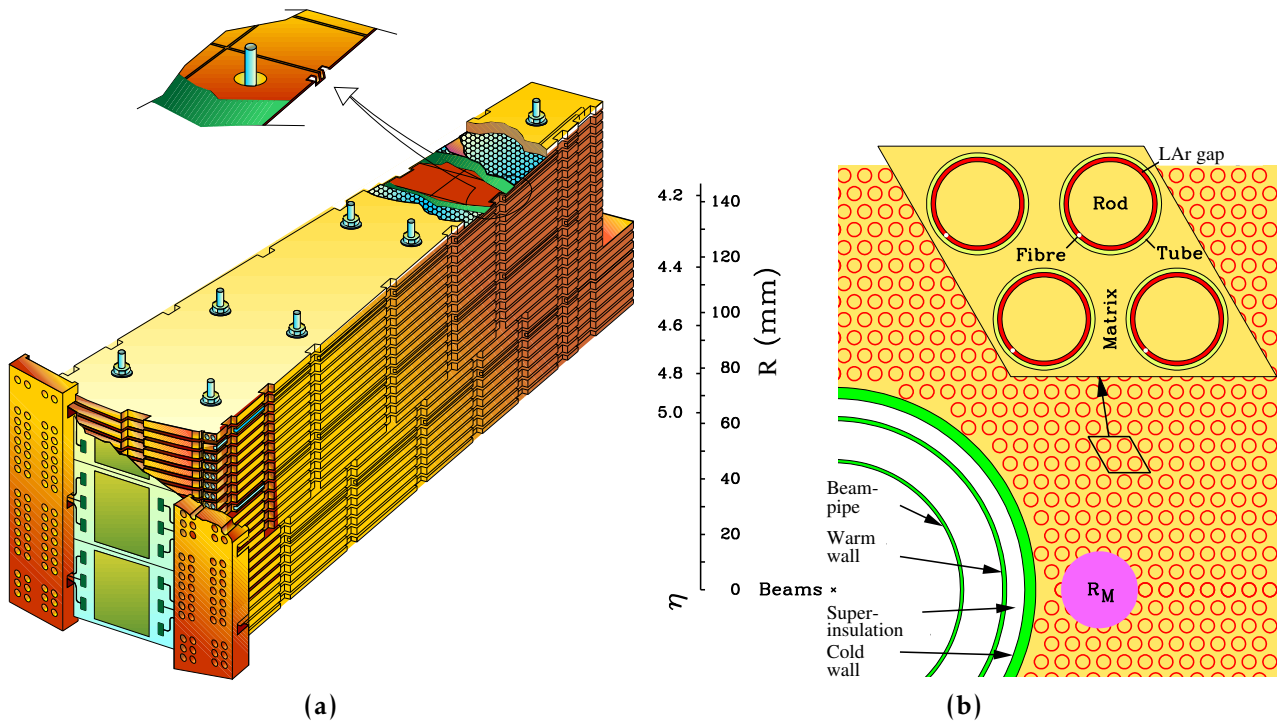 4.2
4.4
4.6
4.8
5.0
η
140
120
100
80
60
40
20
0
R (mm)
Beams ×
LAr gap
Rod
Fibre
Tube
Matrix
Beam-
pipe
Warm
wall
Super-
insulation
Cold
wall
R_M
(a)
(b)